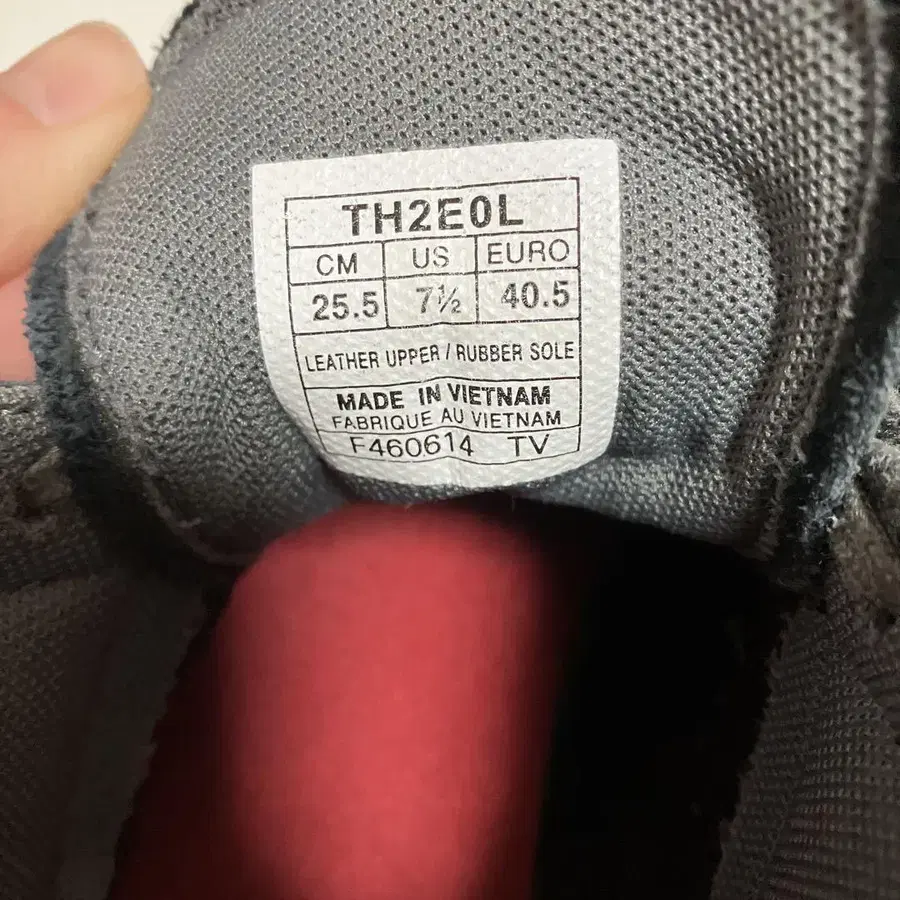 TH2E0L
CM US EURO
25.5 7½ 40.5
LEATHER UPPER / RUBBER SOLE
MADE IN VIETNAM
FABRIQUE AU VIETNAM
F460614 TV